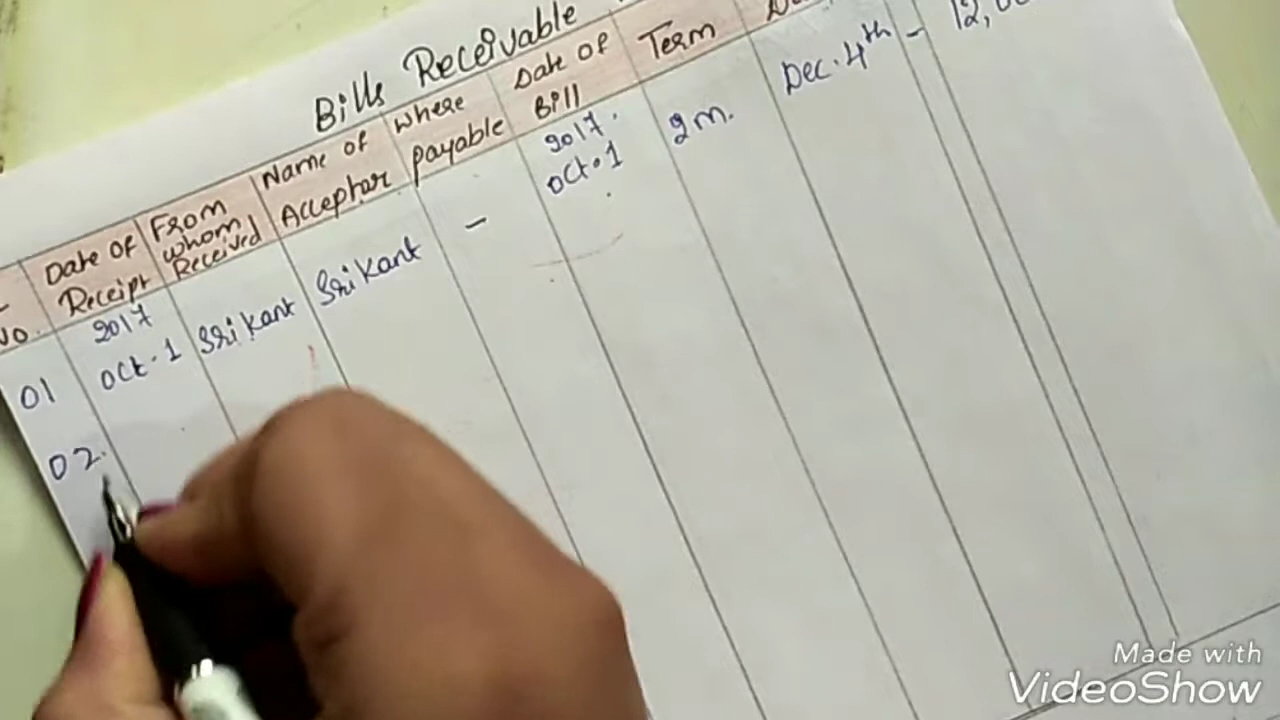 Bills Receivable
Date of Receipt
From whom Received
Name of Acceptor
Where payable
Date of Bill
Term
No.
01
2017
Oct. 1
Srikant
Srikant
-
2017.
Oct. 1
2m.
Dec. 4th -
02.
Made with
VideoShow